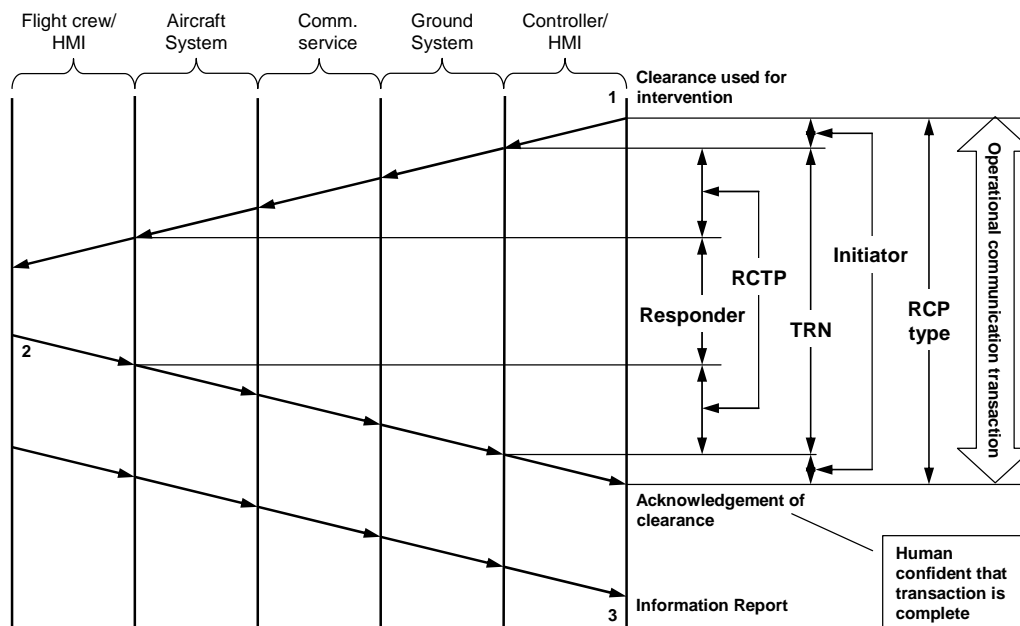 Flight crew/
HMI
Aircraft
System
Comm.
service
Ground
System
Controller/
HMI
1
Clearance used for
intervention
Operational communication transaction
Initiator
RCTP
RCP
type
Responder
TRN
2
Acknowledgement of
clearance
Human
confident that
transaction is
complete
3
Information Report